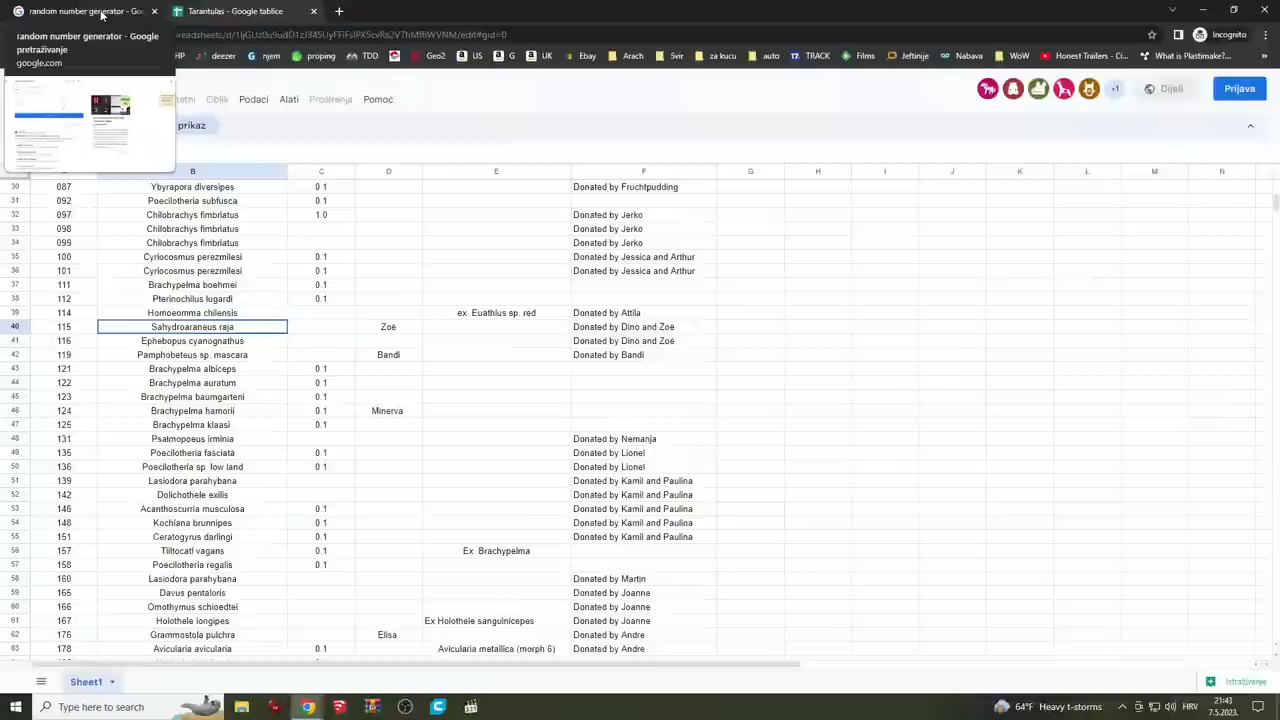 random number generator - Goo
Tarantulas - Google tablice
random number generator - Google
pretraživanje
google.com
Incognito
HP
deezer
njem
proping
TDD
Geo2
US
UK
Ebay
Arach
Svir
za kucu
auto
TRACK
Filmovi
Jeftinije
Nabava
WoW
Honest Trailers - Ci...
What is Plastimake?...
Oblik Podaci Alati Proširenja Pomoc
Dijeli
Prijava
prikaz
B C D E F G H I J K L M N
30 087 Ybyrapora diversipes 0.1 Donated by Fruchtpudding
31 092 Poecilotheria subfusca 0.1
32 097 Chilobrachys fimbriatus 1.0 Donated by Jerko
33 098 Chilobrachys fimbriatus Donated by Jerko
34 099 Chilobrachys fimbriatus Donated by Jerko
35 100 Cyriocosmus perezmilesi 0.1 Donated by Jessica and Arthur
36 101 Cyriocosmus perezmilesi 0.1 Donated by Jessica and Arthur
37 111 Brachypelma boehmei 0.1
38 112 Pterinochilus lugardi 0.1
39 114 Homoeomma chilensis ex. Euathlus sp. red Donated by Attila
40 115 Sahydroaraneus raja Zoë Donated by Dino and Zoë
41 116 Ephebopus cyanognathus Donated by Dino and Zoë
42 119 Pamphobeteus sp. mascara Bandi Donated by Bandi
43 121 Brachypelma albiceps 0.1
44 122 Brachypelma auratum 0.1
45 123 Brachypelma baumgarteni 0.1
46 124 Brachypelma hamorii 0.1 Minerva
47 125 Brachypelma klaasi 0.1
48 131 Psalmopoeus irminia Donated by Nemanja
49 135 Poecilotheria fasciata 0.1 Donated by Lionel
50 136 Poecilotheria sp. low land 0.1 Donated by Lionel
51 139 Lasiodora parahybana Donated by Kamil and Paulina
52 142 Dolichothele exilis Donated by Kamil and Paulina
53 146 Acanthoscurria musculosa 0.1 Donated by Kamil and Paulina
54 148 Kochiana brunnipes 0.1 Donated by Kamil and Paulina
55 151 Ceratogyrus darlingi 0.1 Donated by Kamil and Paulina
56 157 Tliltocatl vagans 0.1 Ex. Brachypelma
57 158 Poecilotheria regalis 0.1
58 160 Lasiodora parahybana Donated by Martin
59 165 Davus pentaloris Donated by Joanne
60 166 Omothymus schioedtei Donated by Joanne
61 167 Holothele longipes Ex Holothele sanguiniceps Donated by Joanne
62 176 Grammostola pulchra Elisa Donated by Andre
63 178 Avicularia avicularia 0.1 Avicularia metallica (morph 6) Donated by Andre
Sheet1
Istraživanje
Type here to search
64°F Heavy t-storms
HRV
21:43
7.5.2023.